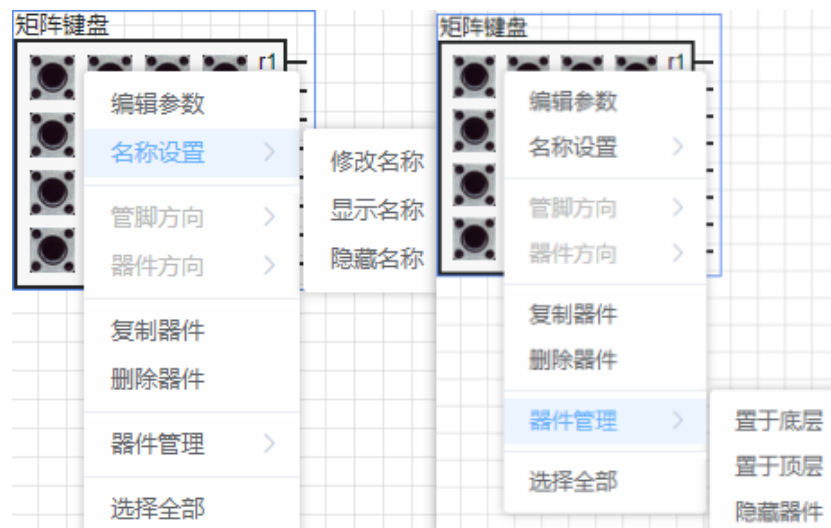 矩阵键盘
r1
编辑参数
名称设置
修改名称
显示名称
隐藏名称
管脚方向
器件方向
复制器件
删除器件
器件管理
选择全部
矩阵键盘
r1
编辑参数
名称设置
管脚方向
器件方向
复制器件
删除器件
器件管理
置于底层
置于顶层
隐藏器件
选择全部